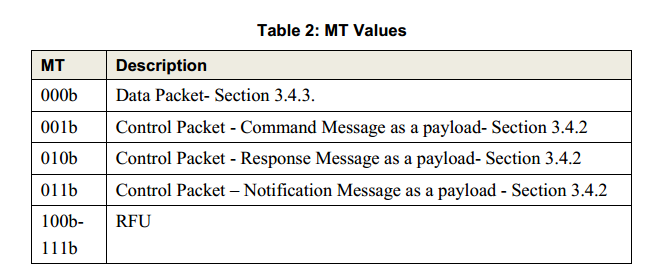 Table 2: MT Values
MT Description
000b Data Packet- Section 3.4.3.
001b Control Packet - Command Message as a payload- Section 3.4.2
010b Control Packet - Response Message as a payload- Section 3.4.2
011b Control Packet – Notification Message as a payload - Section 3.4.2
100b- RFU
111b